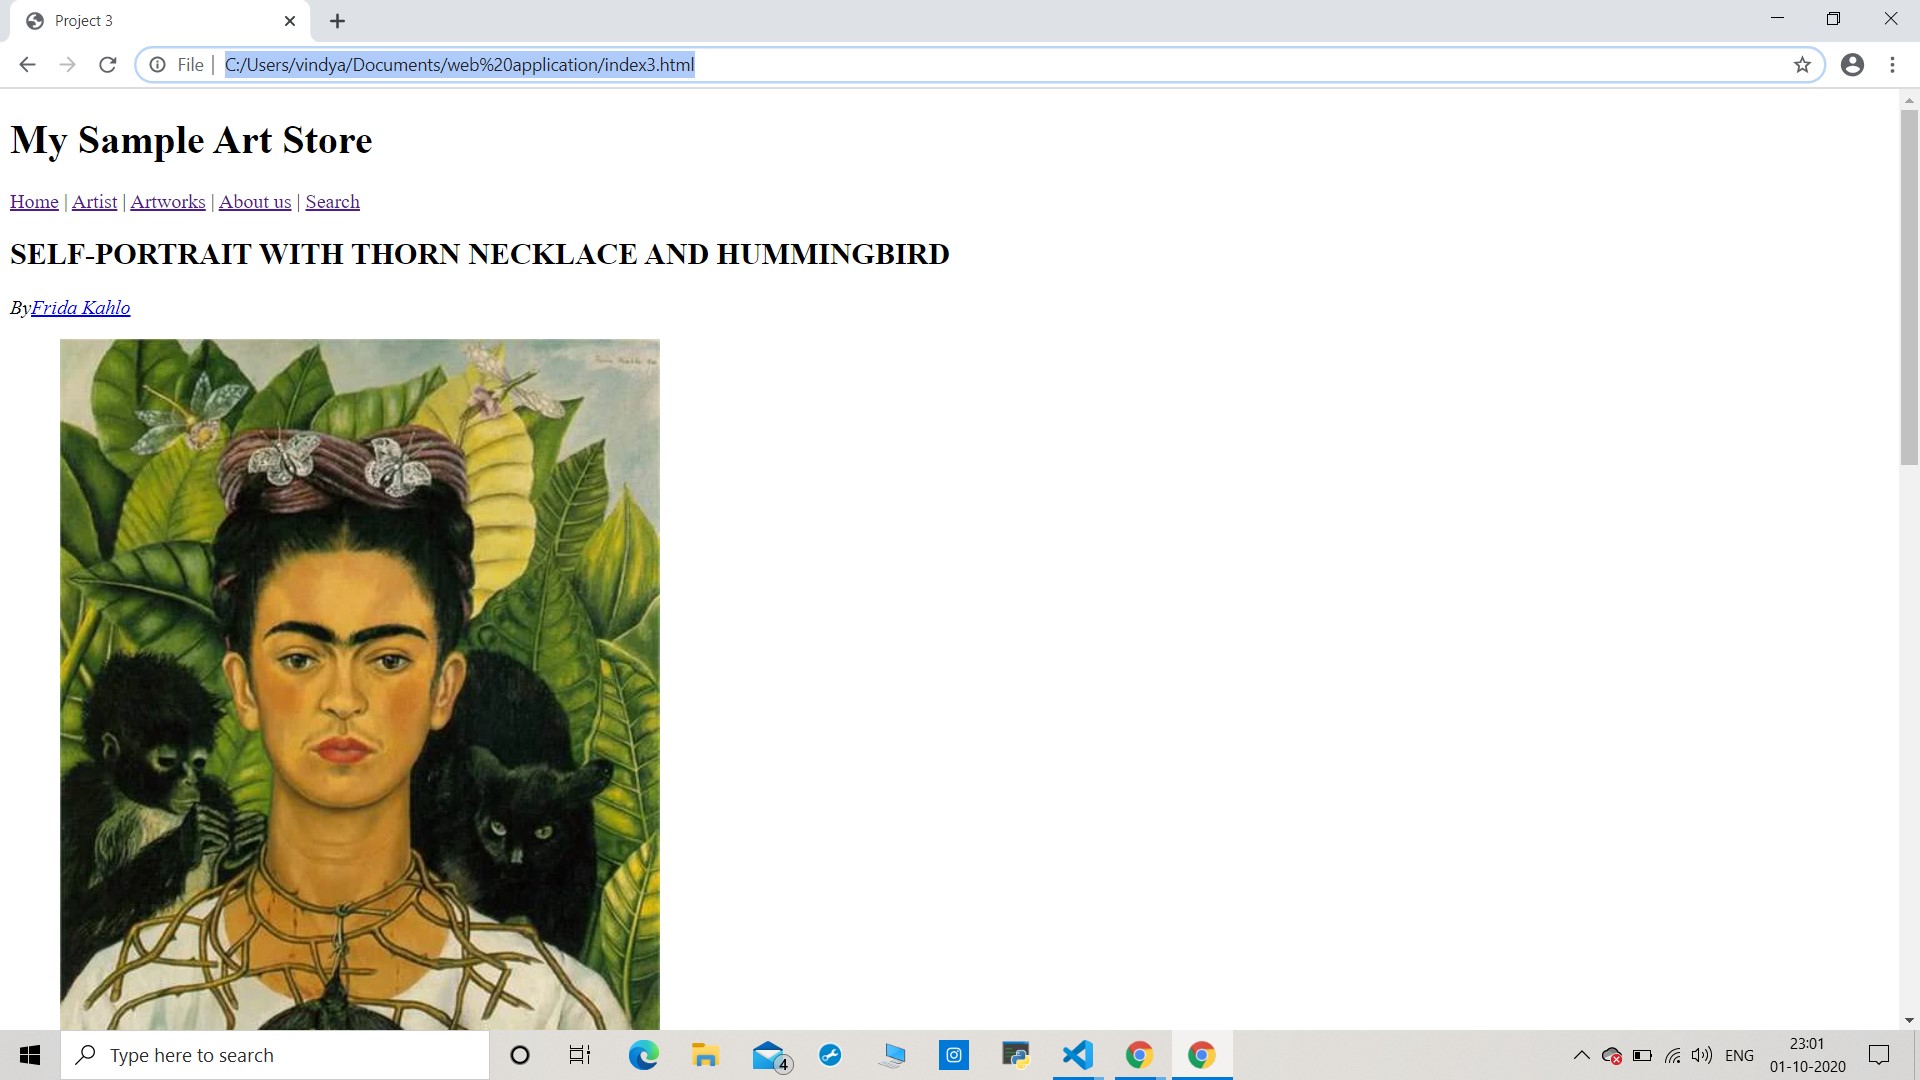 Project 3
File | C:/Users/vindya/Documents/web%20application/index3.html
My Sample Art Store
Home | Artist | Artworks | About us | Search
SELF-PORTRAIT WITH THORN NECKLACE AND HUMMINGBIRD
ByFrida Kahlo
Type here to search
4
ENG
23:01
01-10-2020